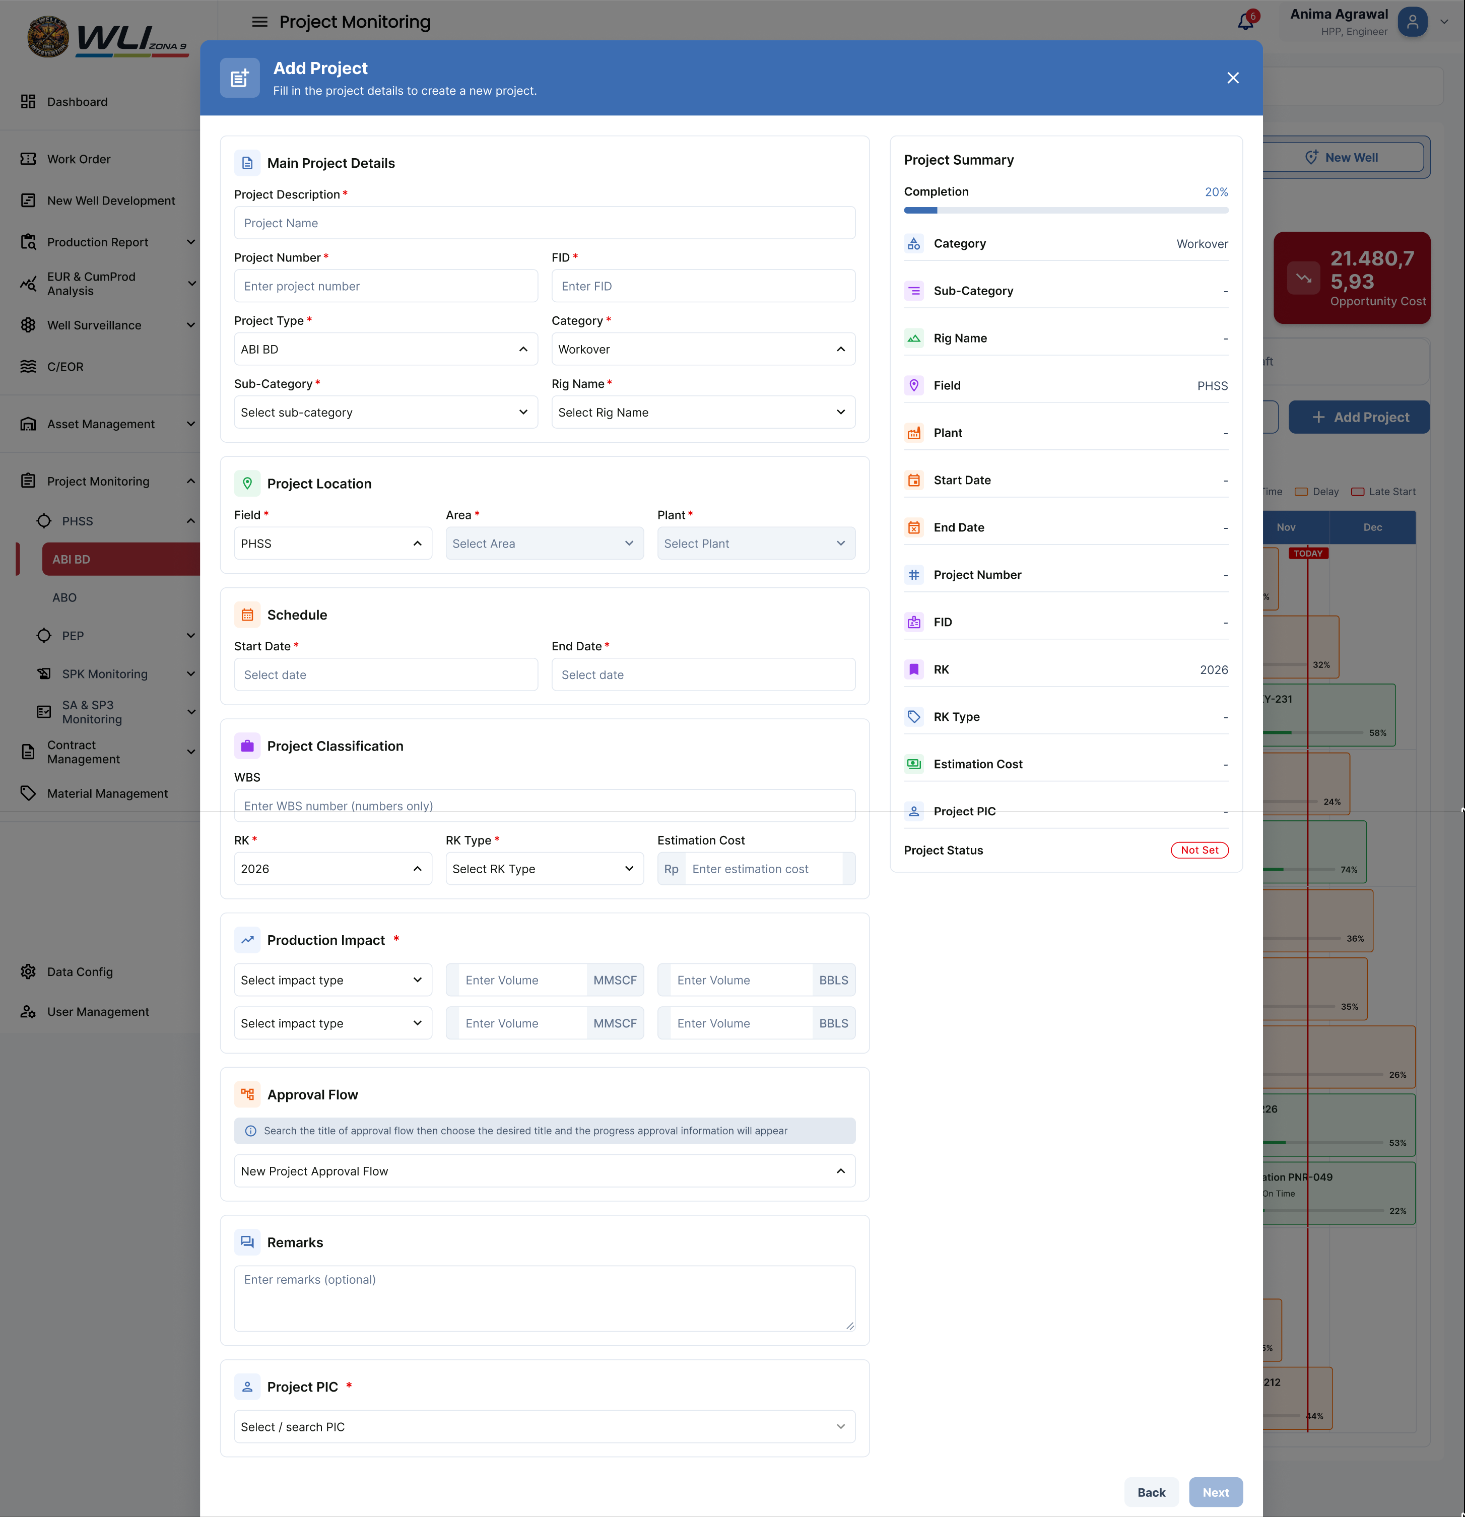 WLI ZONA 9
Project Monitoring
6
Anima Agrawal
HPP, Engineer
Dashboard
Work Order
New Well Development
Production Report
EUR & CumProd
Analysis
Well Surveillance
C/EOR
Asset Management
Project Monitoring
PHSS
ABI BD
ABO
PEP
SPK Monitoring
SA & SP3
Monitoring
Contract
Management
Material Management
Data Config
User Management
Add Project
Fill in the project details to create a new project.
Main Project Details
Project Description *
Project Name
Project Number * FID *
Enter project number Enter FID
Project Type * Category *
ABI BD Workover
Sub-Category * Rig Name *
Select sub-category Select Rig Name
Project Location
Field * Area * Plant *
PHSS Select Area Select Plant
Schedule
Start Date * End Date *
Select date Select date
Project Classification
WBS
Enter WBS number (numbers only)
RK * RK Type * Estimation Cost
2026 Select RK Type Rp Enter estimation cost
Production Impact *
Select impact type Enter Volume MMSCF Enter Volume BBLS
Select impact type Enter Volume MMSCF Enter Volume BBLS
Approval Flow
Search the title of approval flow then choose the desired title and the progress approval information will appear
New Project Approval Flow
Remarks
Enter remarks (optional)
Project PIC *
Select / search PIC
Back Next
Project Summary
Completion 20%
Category Workover
Sub-Category -
Rig Name -
Field PHSS
Plant -
Start Date -
End Date -
Project Number -
FID -
RK 2026
RK Type -
Estimation Cost -
Project PIC -
Project Status Not Set
New Well
21.480,7
5,93
Opportunity Cost
Add Project
Delay Late Start
Nov Dec
TODAY
32%
58%
24%
74%
36%
35%
26%
226
53%
PNR-049
On Time
22%
212
44%